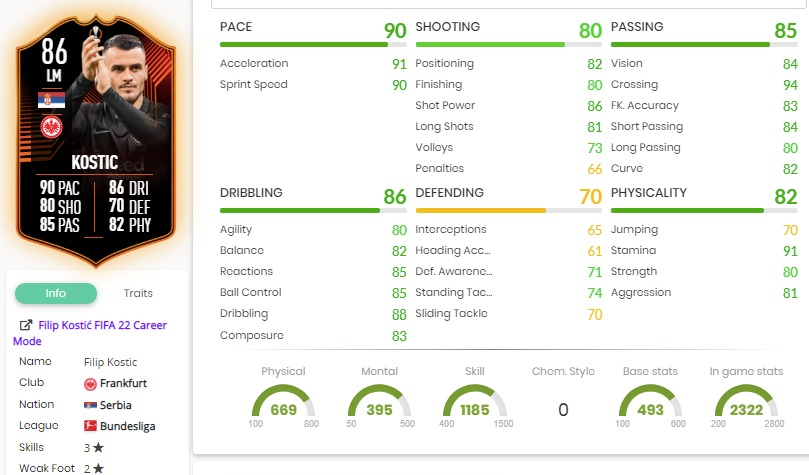 86
LM
KOSTIC
90 PAC 86 DRI
80 SHO 70 DEF
85 PAS 82 PHY
Info Traits
Filip Kostić FIFA 22 Career
Mode
Name Filip Kostic
Club Frankfurt
Nation Serbia
League Bundesliga
Skills 3 ★
Weak Foot 2 ★
PACE 90
Acceleration 91
Sprint Speed 90
SHOOTING 80
Positioning 82
Finishing 80
Shot Power 86
Long Shots 81
Volleys 73
Penalties 66
PASSING 85
Vision 84
Crossing 94
FK. Accuracy 83
Short Passing 84
Long Passing 80
Curve 82
DRIBBLING 86
Agility 80
Balance 82
Reactions 85
Ball Control 85
Dribbling 88
Composure 83
DEFENDING 70
Interceptions 65
Heading Acc... 61
Def. Awarene... 71
Standing Tac... 74
Sliding Tackle 70
PHYSICALITY 82
Jumping 70
Stamina 91
Strength 80
Aggression 81
Physical Mental Skill Chem. Style Base stats In game stats
669 395 1185 0 493 2322
100 800 50 500 400 1500 100 600 200 2800